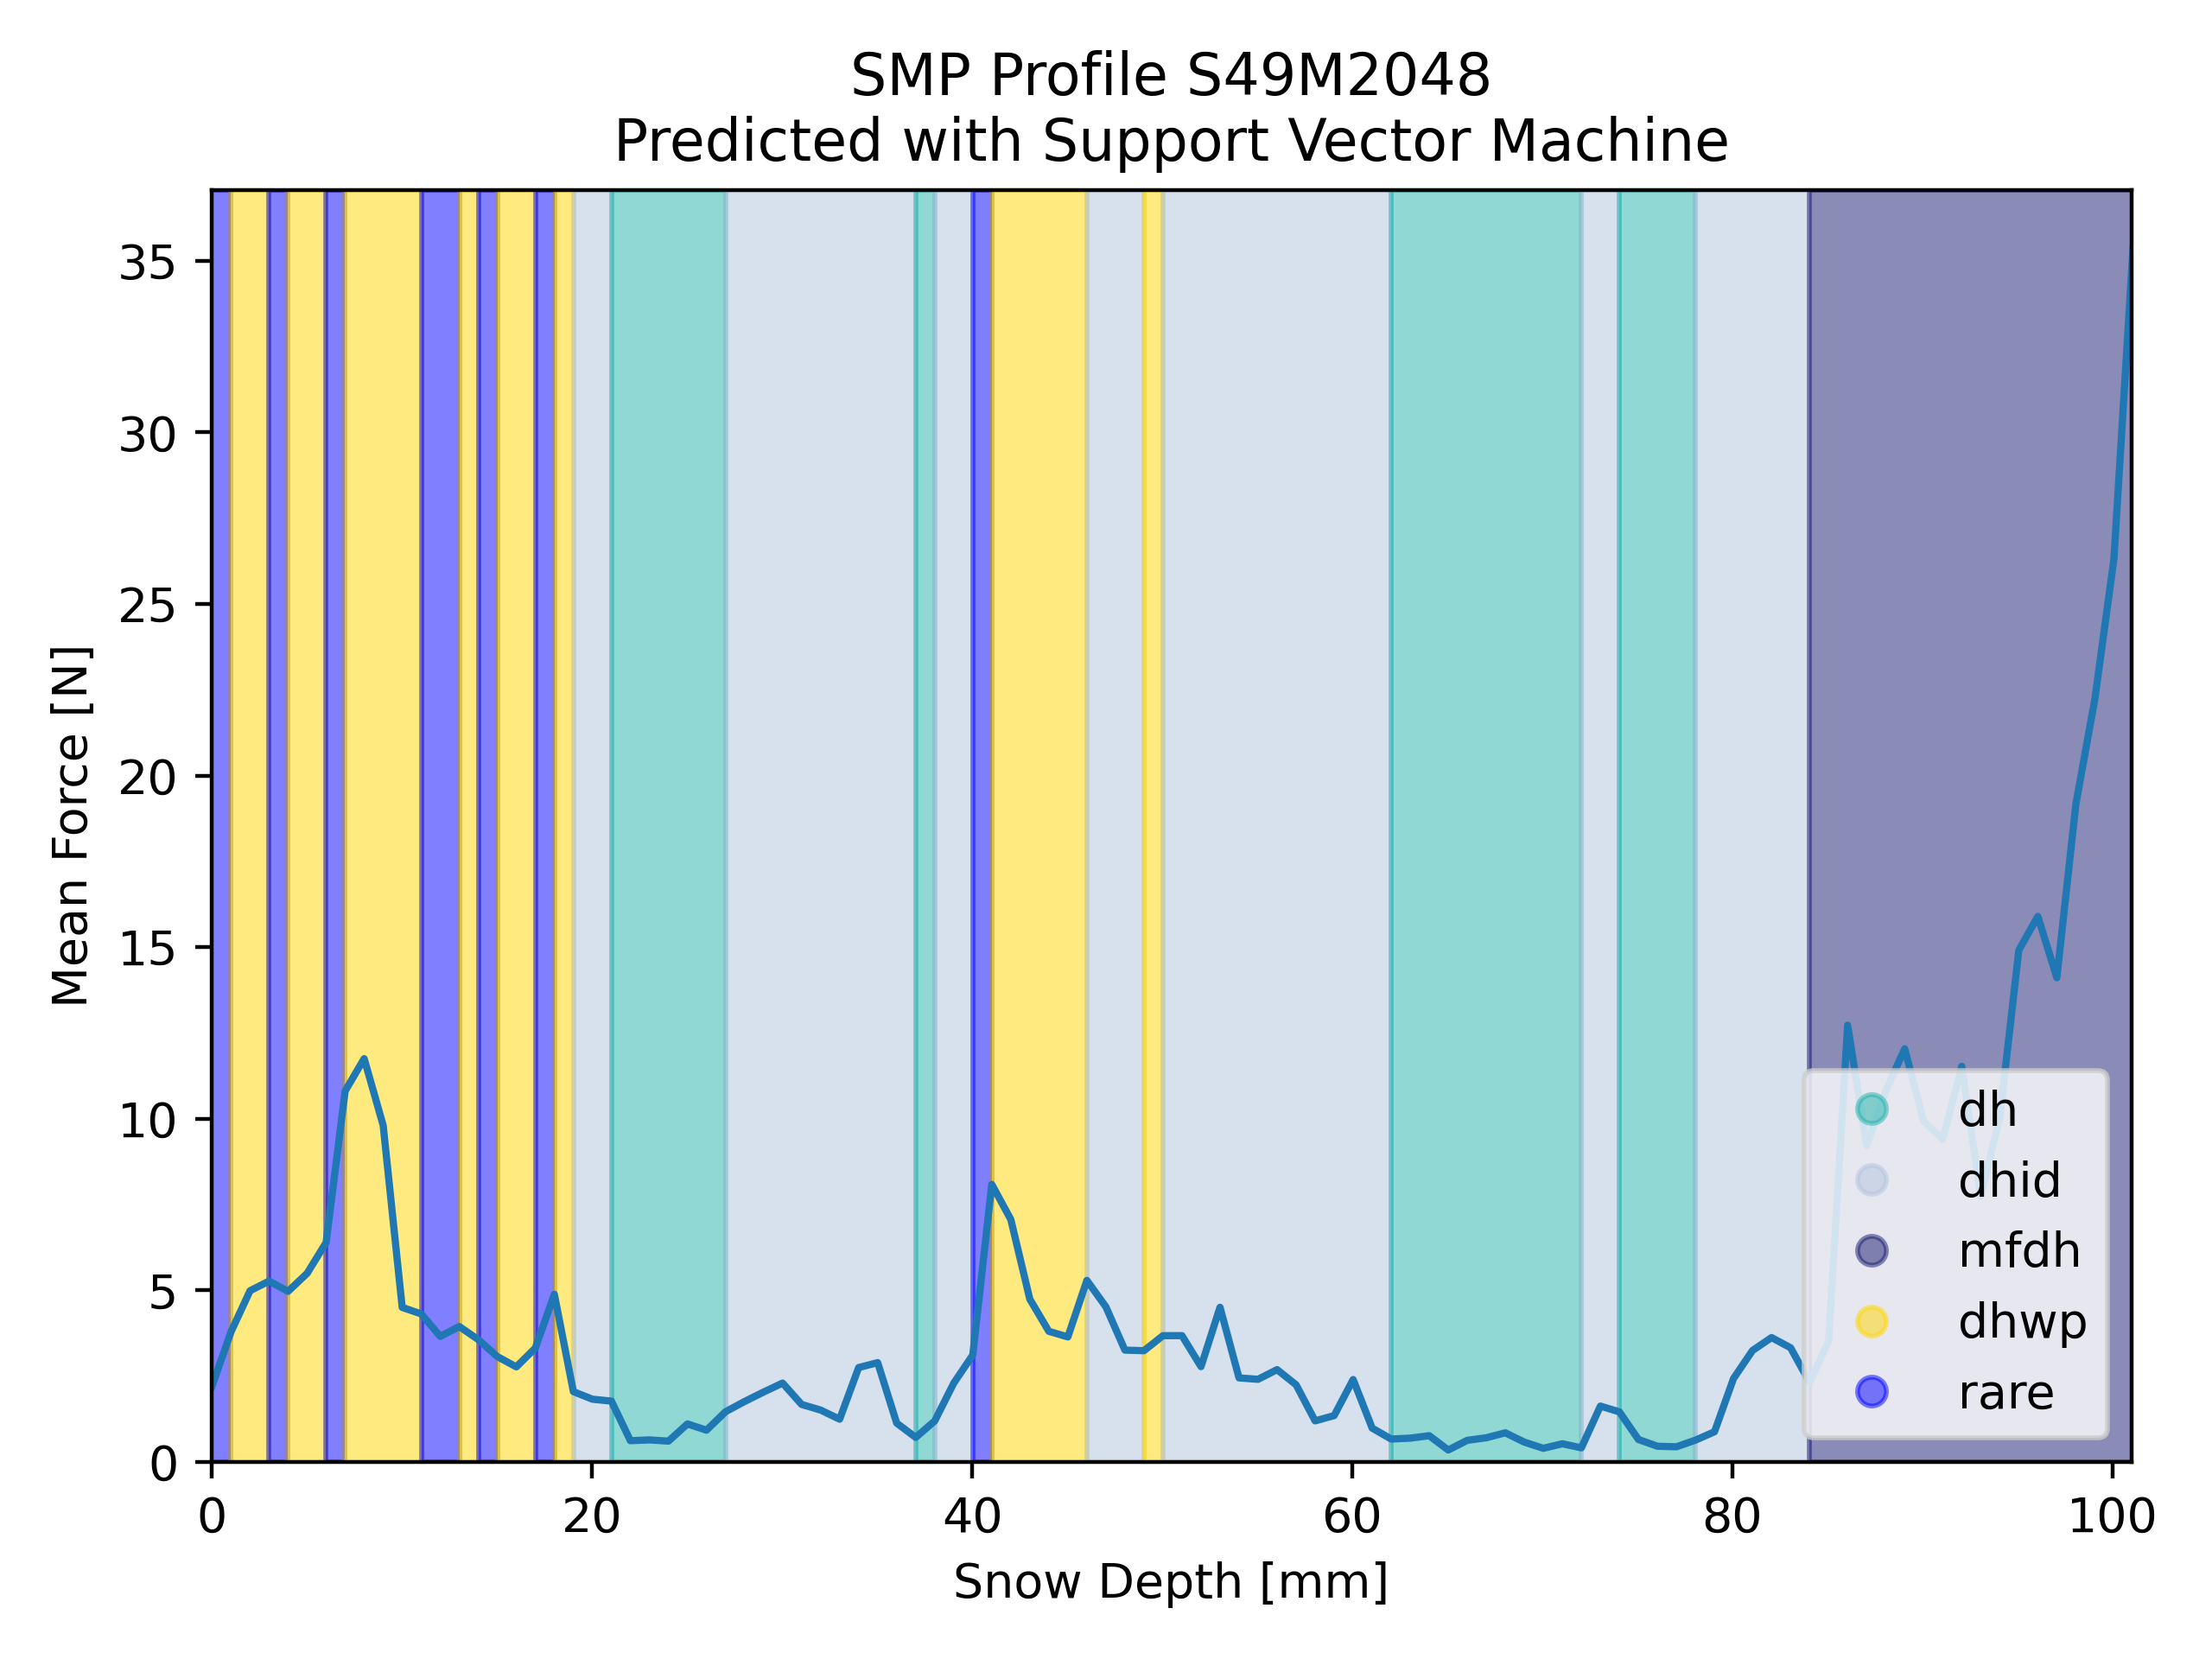 SMP Profile S49M2048
Predicted with Support Vector Machine
Mean Force [N]
35
30
25
20
15
10
5
0
0 20 40 60 80 100
Snow Depth [mm]
dh
dhid
mfdh
dhwp
rare